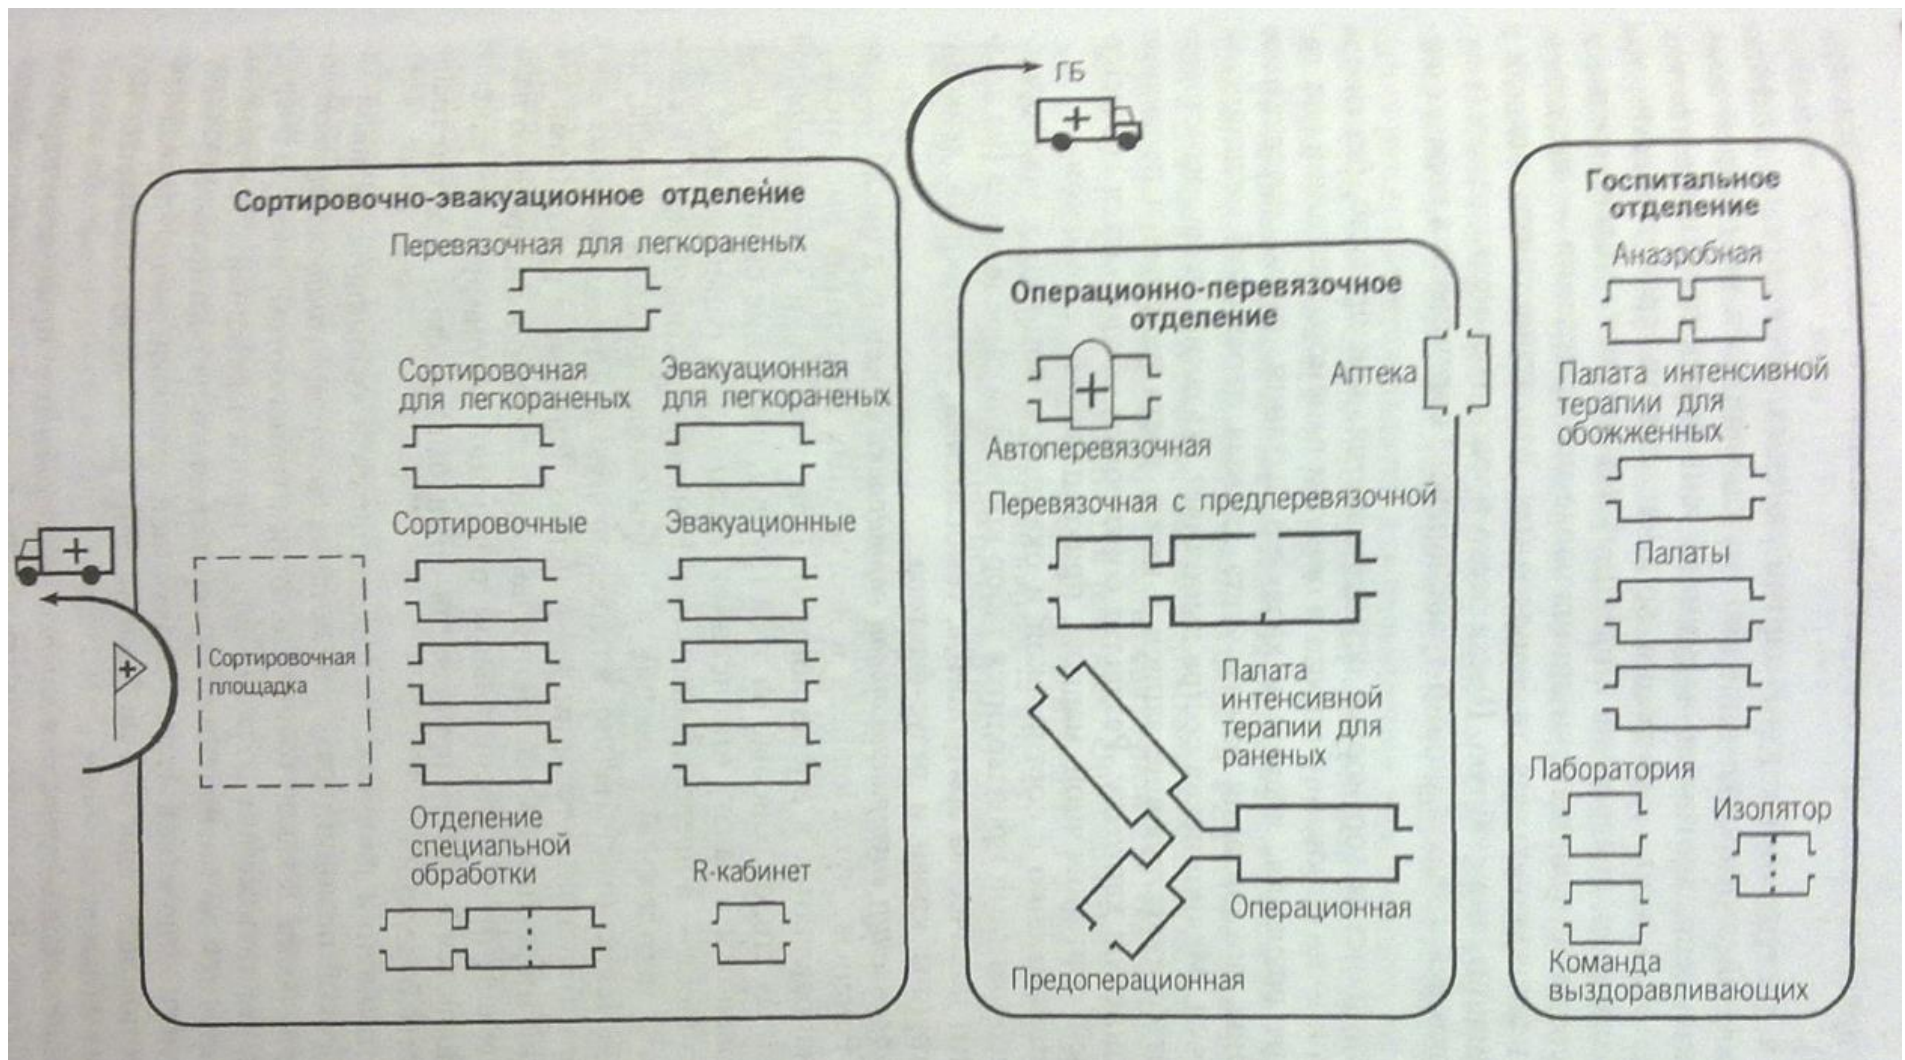 ГБ
Сортировочно-эвакуационное отделение
Перевязочная для легкораненых
Сортировочная
для легкораненых
Эвакуационная
для легкораненых
Сортировочные
Эвакуационные
Сортировочная
площадка
Отделение
специальной
обработки
R-кабинет
Операционно-перевязочное
отделение
Аптека
Автоперевязочная
Перевязочная с предперевязочной
Палата
интенсивной
терапии для
раненых
Операционная
Предоперационная
Госпитальное
отделение
Анаэробная
Палата интенсивной
терапии для
обожженных
Палаты
Лаборатория
Изолятор
Команда
выздоравливающих